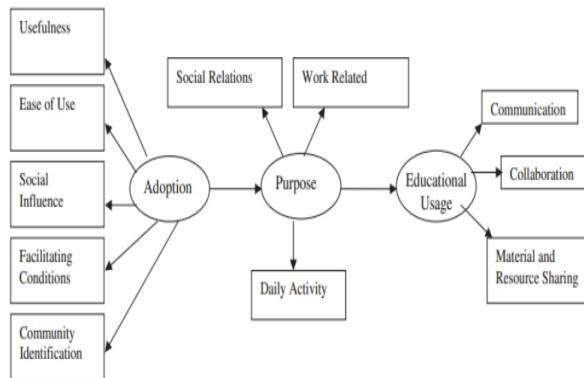 Usefulness
Ease of Use
Social
Influence
Facilitating
Conditions
Community
Identification
Adoption
Social Relations
Work Related
Purpose
Daily Activity
Educational
Usage
Communication
Collaboration
Material and
Resource Sharing